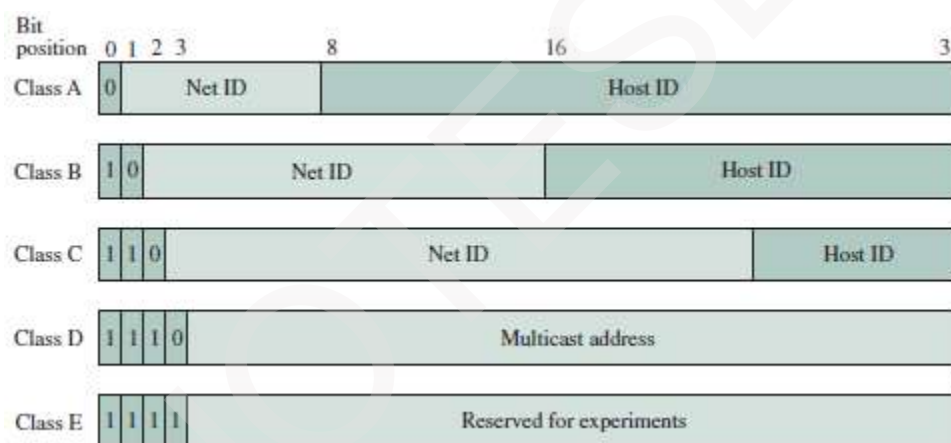 Bit
position 0 1 2 3 8 16 3
Class A 0 Net ID Host ID
Class B 1 0 Net ID Host ID
Class C 1 1 0 Net ID Host ID
Class D 1 1 1 0 Multicast address
Class E 1 1 1 1 Reserved for experiments